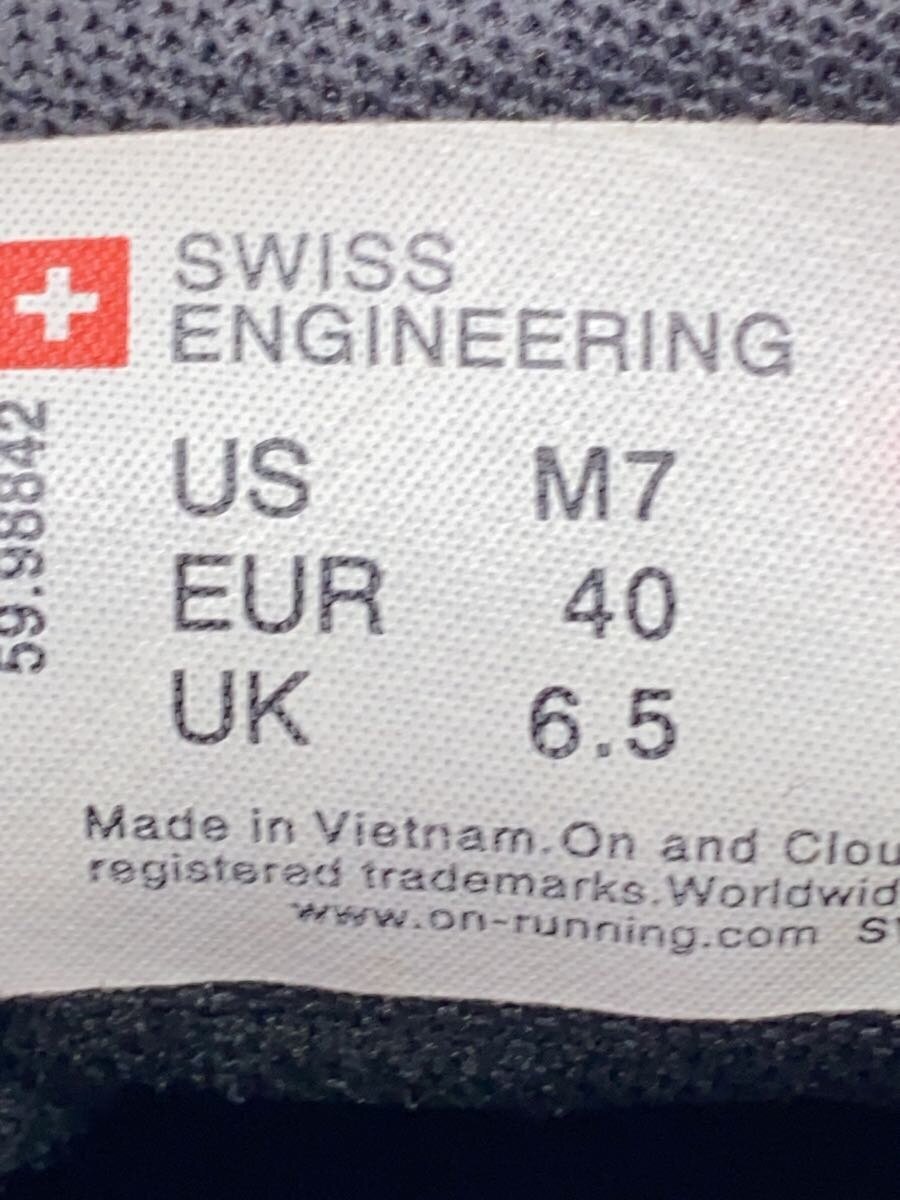 SWISS
ENGINEERING
59.98842
US M7
EUR 40
UK 6.5
Made in Vietnam. On and Clou
registered trademarks. Worldwid
www.on-running.com